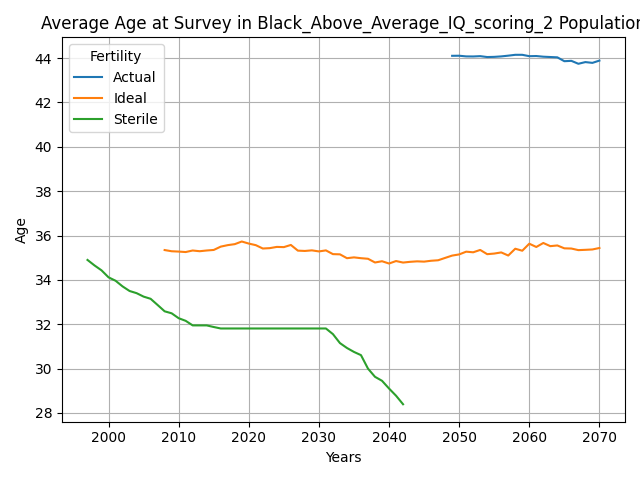 Average Age at Survey in Black_Above_Average_IQ_scoring_2 Population
Fertility
Actual
Ideal
Sterile
Age
44
42
40
38
36
34
32
30
28
2000 2010 2020 2030 2040 2050 2060 2070
Years